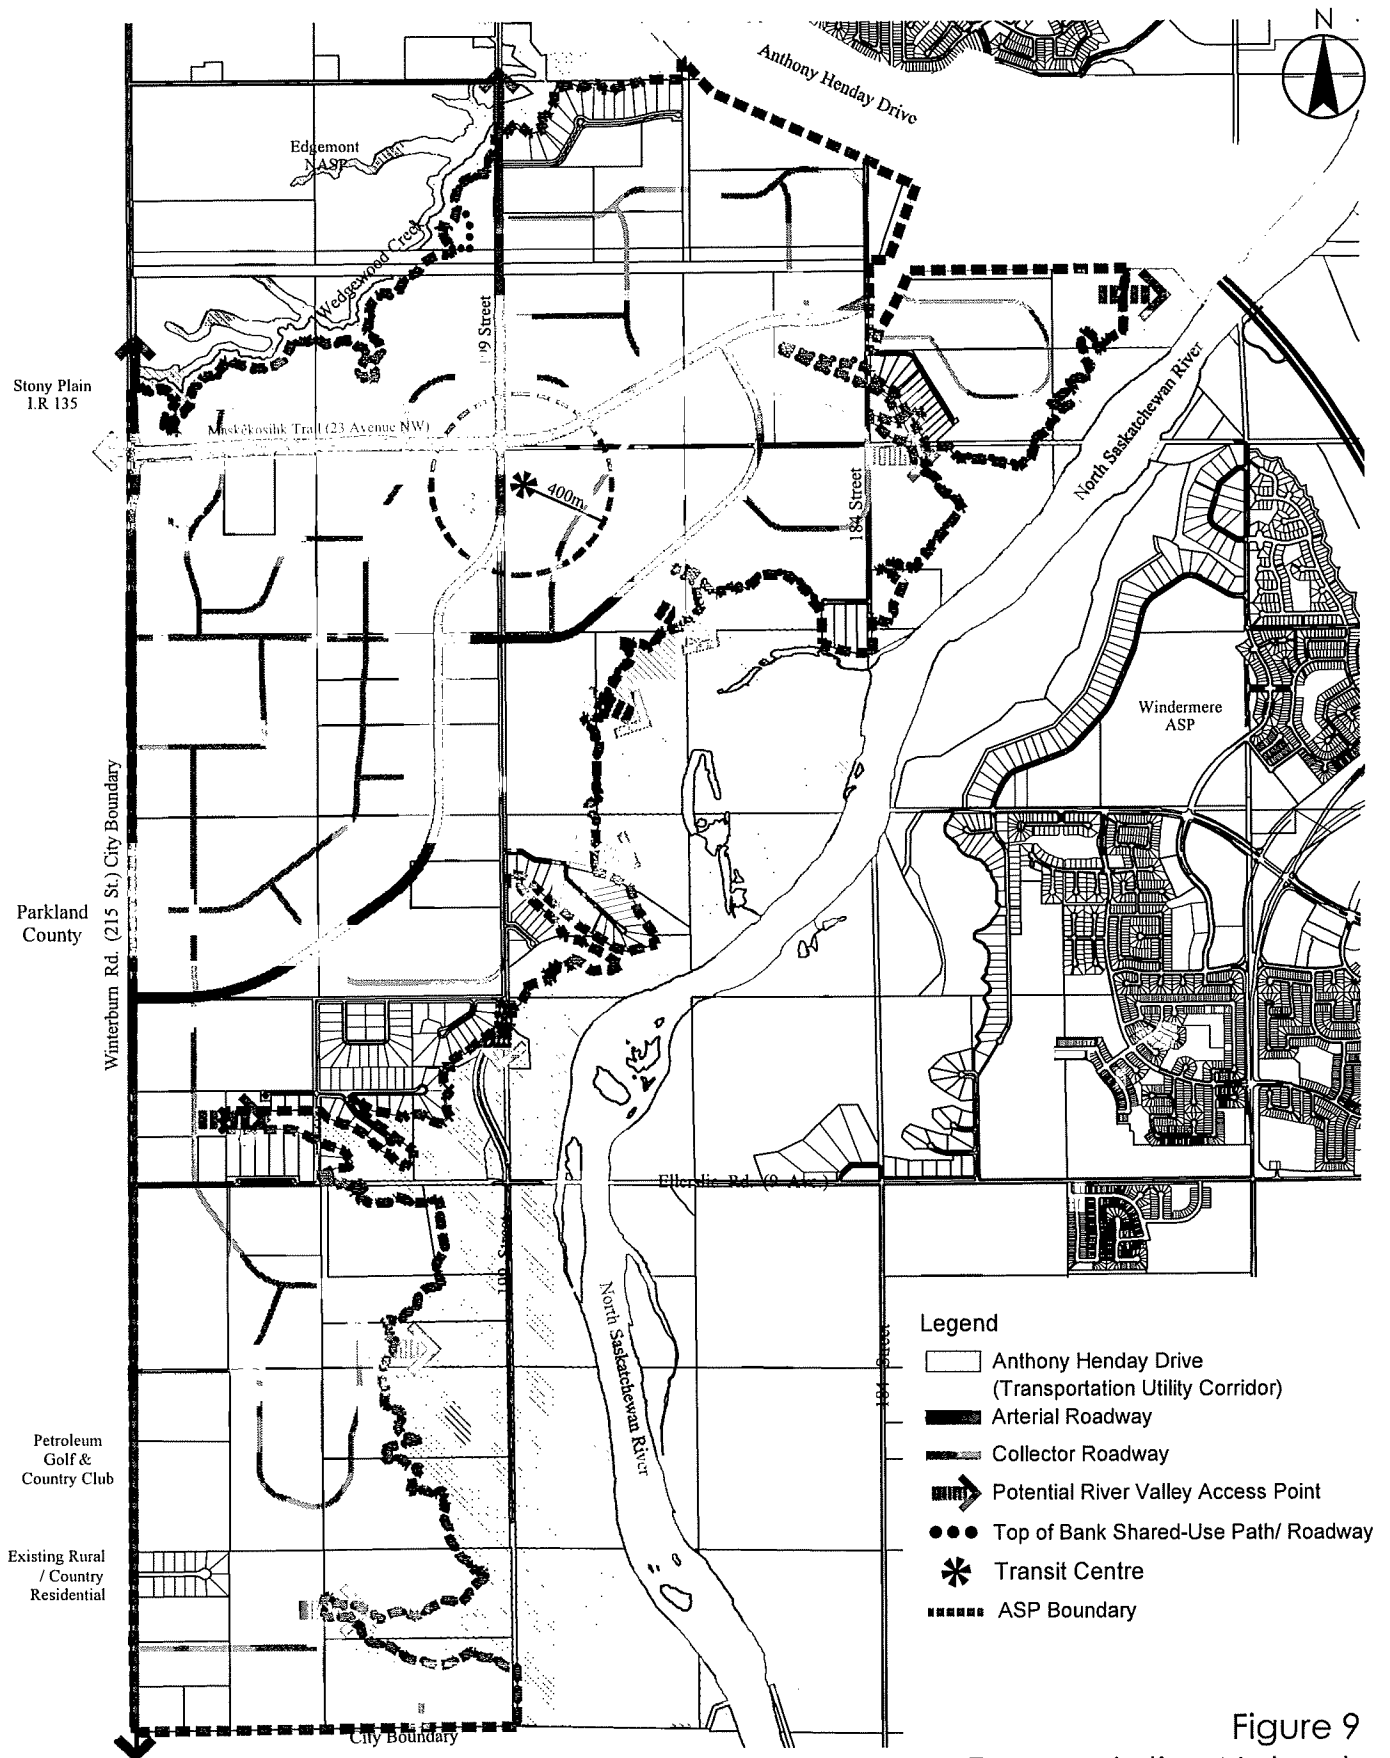 N
Anthony Henday Drive
Edgemont
NASP
Wedgewood Creek
Stony Plain
I.R 135
Maskêkosihk Trail (23 Avenue NW)
400m
184 Street
North Saskatchewan River
Windermere
ASP
Winterburn Rd. (215 St.) City Boundary
Parkland
County
Ellerslie Rd. (9 Ave.)
199 Street
North Saskatchewan River
184 Street
Petroleum
Golf &
Country Club
Existing Rural
/ Country
Residential
City Boundary
Legend
Anthony Henday Drive
(Transportation Utility Corridor)
Arterial Roadway
Collector Roadway
Potential River Valley Access Point
Top of Bank Shared-Use Path/ Roadway
Transit Centre
ASP Boundary
Figure 9